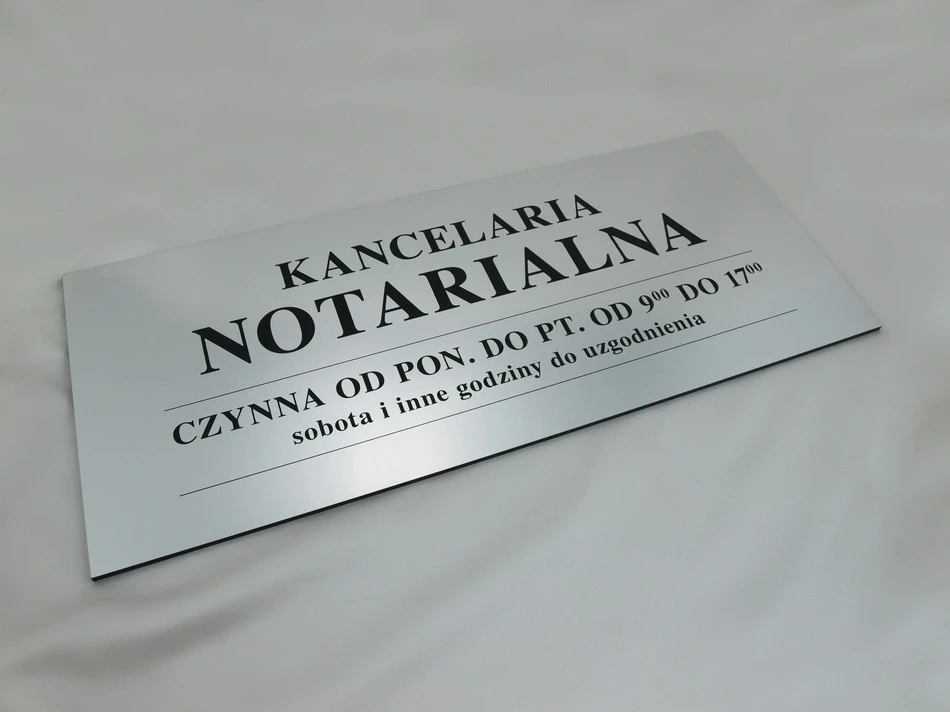 KANCELARIA
NOTARIALNA
CZYNNA OD PON. DO PT. OD 9⁰⁰ DO 17⁰⁰
sobota i inne godziny do uzgodnienia